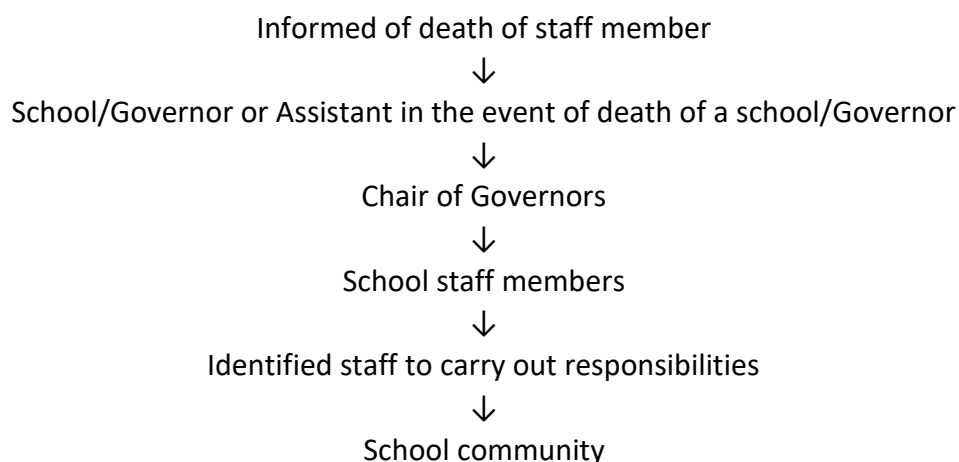 Informed of death of staff member
↓
School/Governor or Assistant in the event of death of a school/Governor
↓
Chair of Governors
↓
School staff members
↓
Identified staff to carry out responsibilities
↓
School community